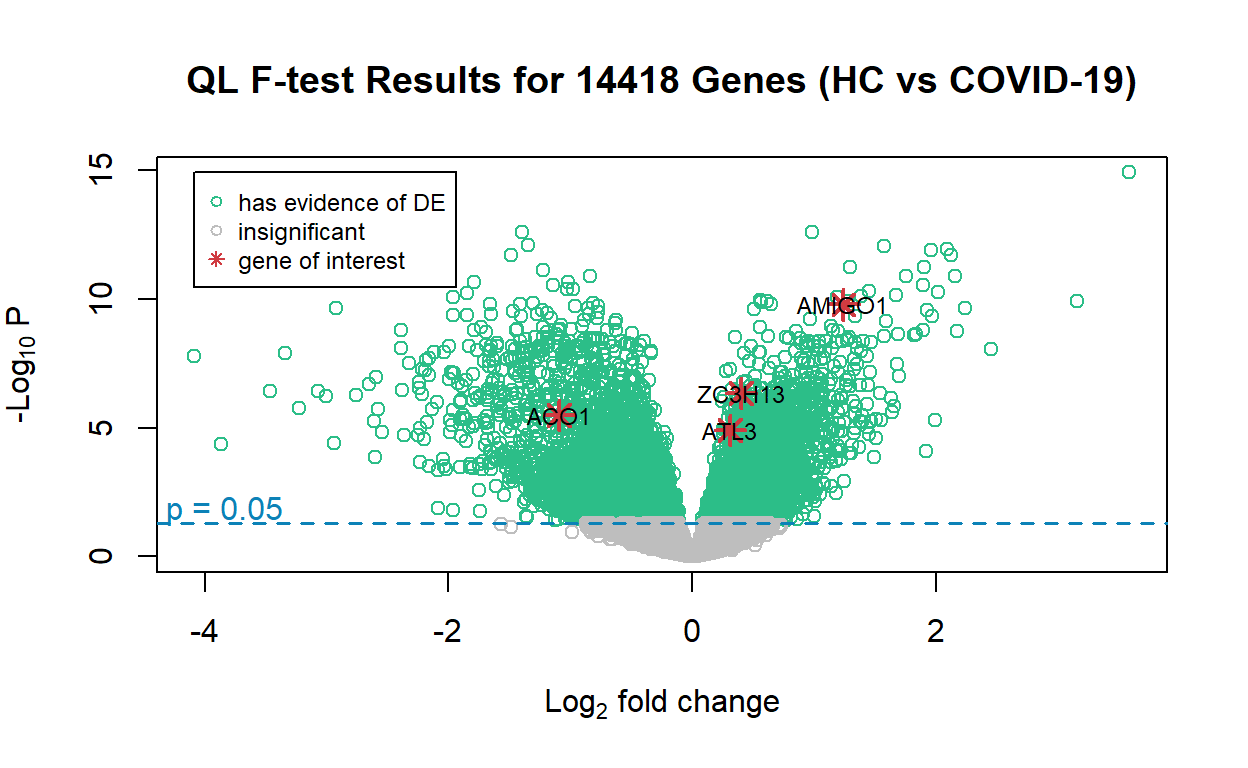 QL F-test Results for 14418 Genes (HC vs COVID-19)
-Log10 P
15
10
5
0
has evidence of DE
insignificant
gene of interest
AMIGO1
ZC3H13
ACO1
ATL3
p = 0.05
-4
-2
0
2
Log2 fold change